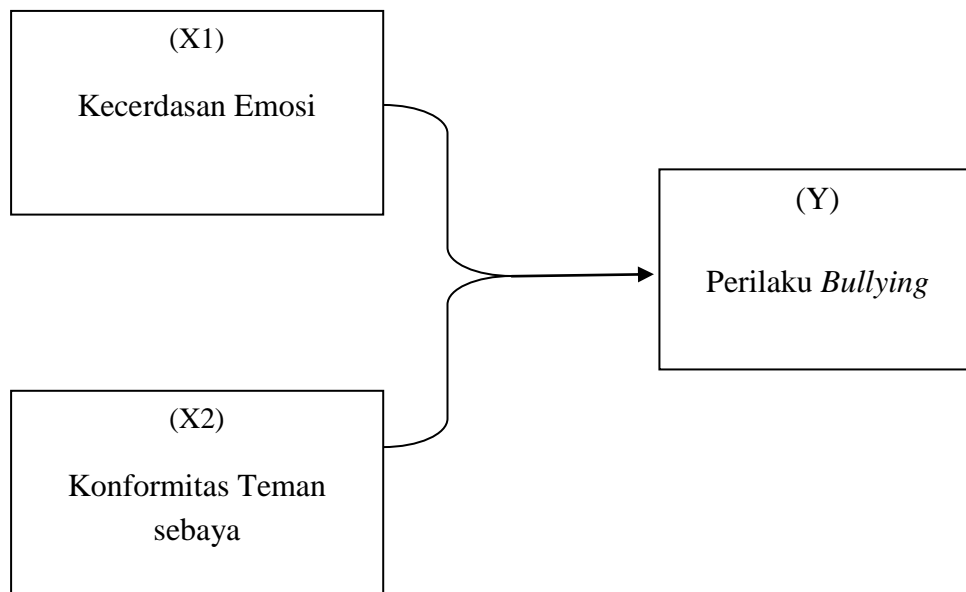 (X1)
Kecerdasan Emosi
(Y)
Perilaku Bullying
(X2)
Konformitas Teman
sebaya